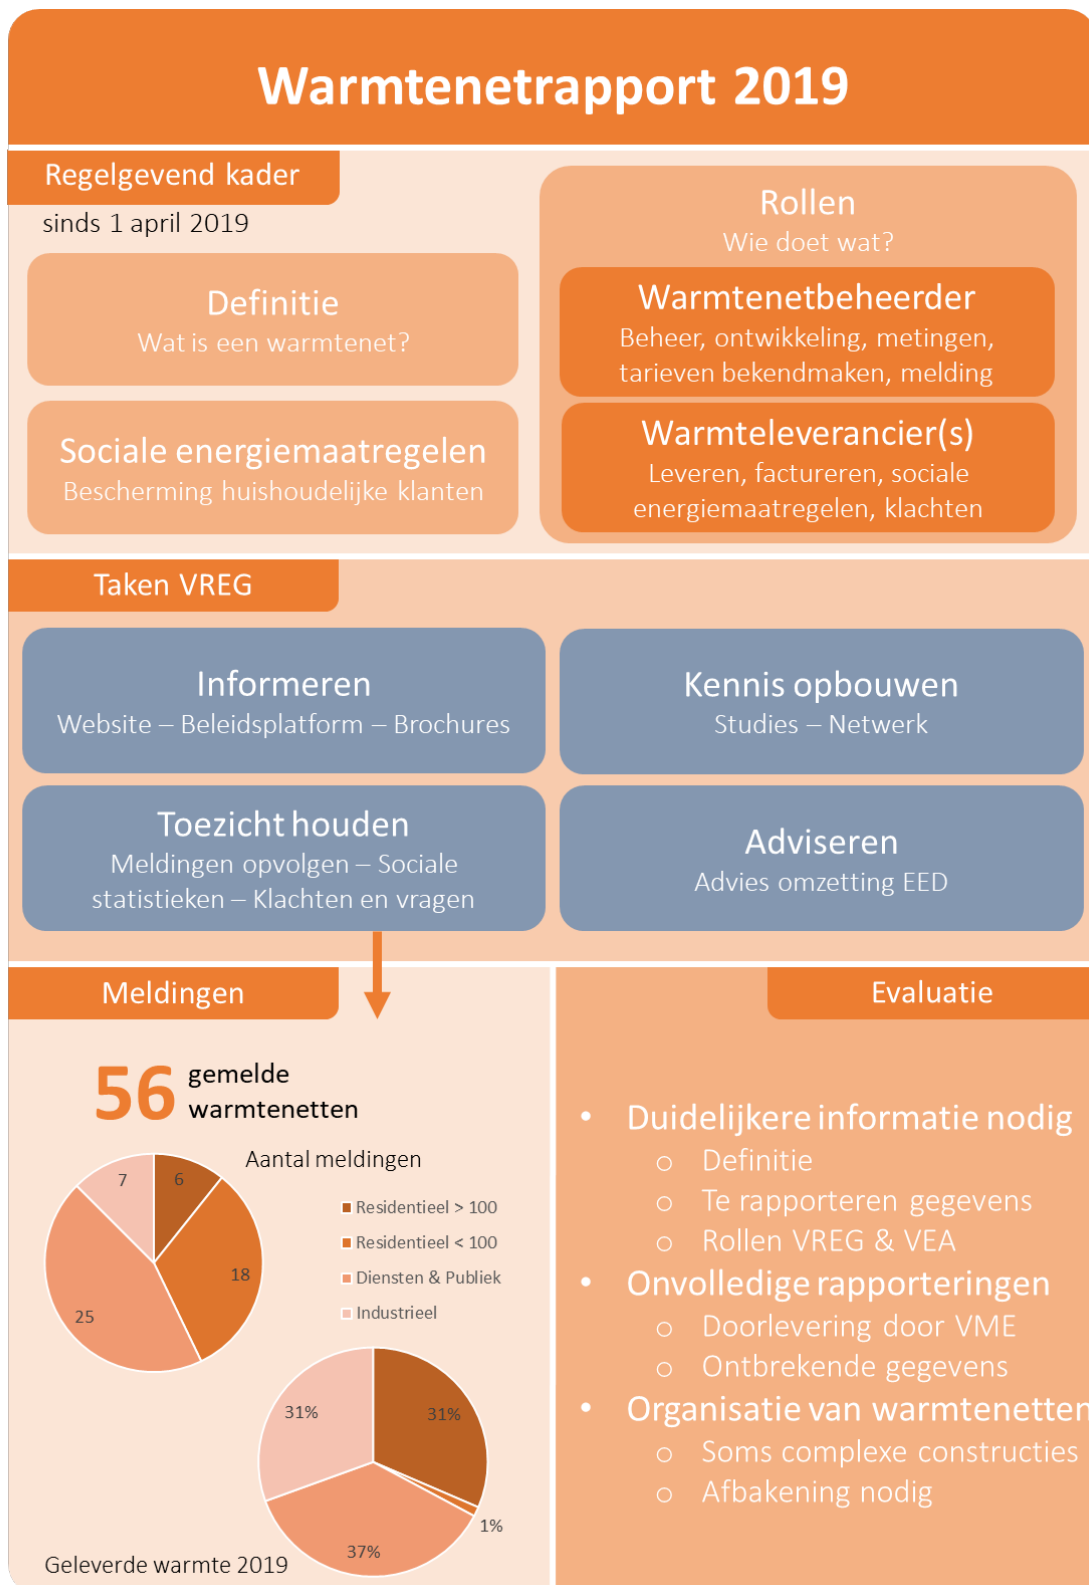 Warmtenetrapport 2019
Regelgevend kader
sinds 1 april 2019
Definitie
Wat is een warmtenet?
Sociale energiemaatregelen
Bescherming huishoudelijke klanten
Rollen
Wie doet wat?
Warmtenetbeheerder
Beheer, ontwikkeling, metingen,
tarieven bekendmaken, melding
Warmteleverancier(s)
Leveren, factureren, sociale
energiemaatregelen, klachten
Taken VREG
Informeren
Website – Beleidsplatform – Brochures
Kennis opbouwen
Studies – Netwerk
Toezicht houden
Meldingen opvolgen – Sociale
statistieken – Klachten en vragen
Adviseren
Advies omzetting EED
Meldingen
56 gemelde
warmtenetten
Aantal meldingen
7
6
18
25
Residentieel > 100
Residentieel < 100
Diensten & Publiek
Industrieel
31%
31%
1%
37%
Geleverde warmte 2019
Evaluatie
• Duidelijkere informatie nodig
o Definitie
o Te rapporteren gegevens
o Rollen VREG & VEA
• Onvolledige rapporteringen
o Doorlevering door VME
o Ontbrekende gegevens
• Organisatie van warmtenetten
o Soms complexe constructies
o Afbakening nodig